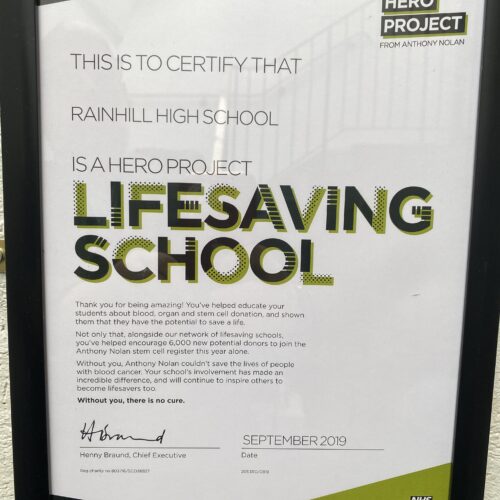 HERO
PROJECT
FROM ANTHONY NOLAN
THIS IS TO CERTIFY THAT
RAINHILL HIGH SCHOOL
IS A HERO PROJECT
LIFESAVING
SCHOOL
Thank you for being amazing! You've helped educate your
students about blood, organ and stem cell donation, and shown
them that they have the potential to save a life.
Not only that, alongside our network of lifesaving schools,
you've helped encourage 6,000 new potential donors to join the
Anthony Nolan stem cell register this year alone.
Without you, Anthony Nolan couldn't save the lives of people
with blood cancer. Your school's involvement has made an
incredible difference, and will continue to inspire others to
become lifesavers too.
Without you, there is no cure.
SEPTEMBER 2019
Henny Braund, Chief Executive
Date
Reg charity no
NHS